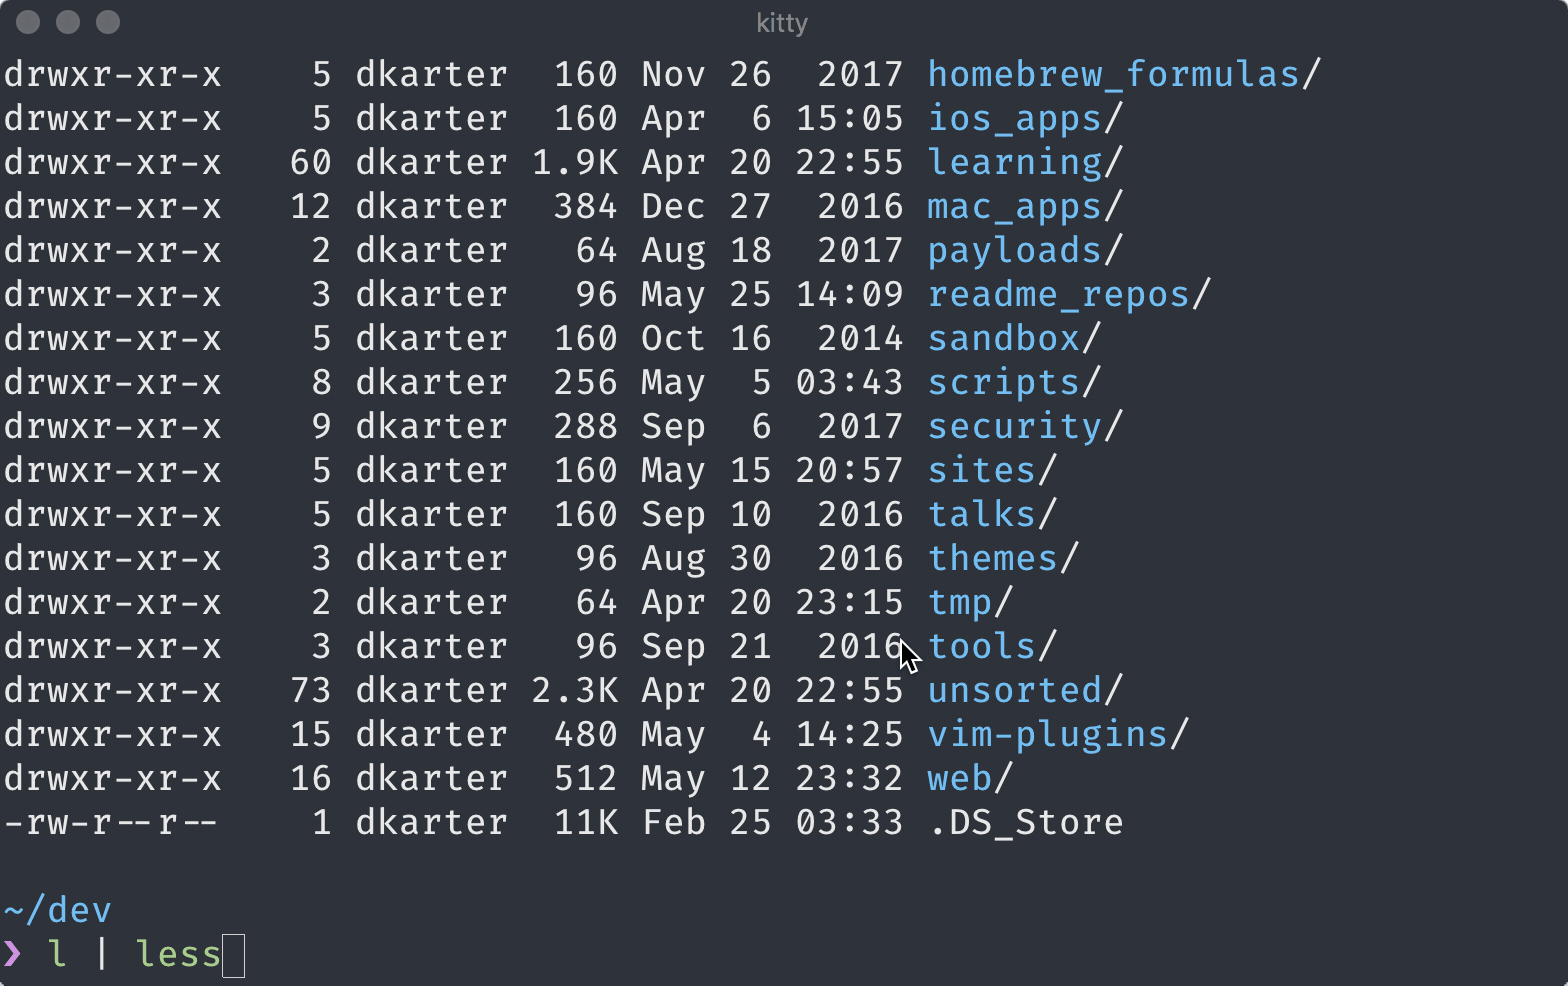 kitty
drwxr-xr-x    5 dkarter  160 Nov 26  2017 homebrew_formulas/
drwxr-xr-x    5 dkarter  160 Apr  6 15:05 ios_apps/
drwxr-xr-x   60 dkarter 1.9K Apr 20 22:55 learning/
drwxr-xr-x   12 dkarter  384 Dec 27  2016 mac_apps/
drwxr-xr-x    2 dkarter   64 Aug 18  2017 payloads/
drwxr-xr-x    3 dkarter   96 May 25 14:09 readme_repos/
drwxr-xr-x    5 dkarter  160 Oct 16  2014 sandbox/
drwxr-xr-x    8 dkarter  256 May  5 03:43 scripts/
drwxr-xr-x    9 dkarter  288 Sep  6  2017 security/
drwxr-xr-x    5 dkarter  160 May 15 20:57 sites/
drwxr-xr-x    5 dkarter  160 Sep 10  2016 talks/
drwxr-xr-x    3 dkarter   96 Aug 30  2016 themes/
drwxr-xr-x    2 dkarter   64 Apr 20 23:15 tmp/
drwxr-xr-x    3 dkarter   96 Sep 21  2016 tools/
drwxr-xr-x   73 dkarter 2.3K Apr 20 22:55 unsorted/
drwxr-xr-x   15 dkarter  480 May  4 14:25 vim-plugins/
drwxr-xr-x   16 dkarter  512 May 12 23:32 web/
-rw-r--r--    1 dkarter  11K Feb 25 03:33 .DS_Store
~/dev
❯ l | less